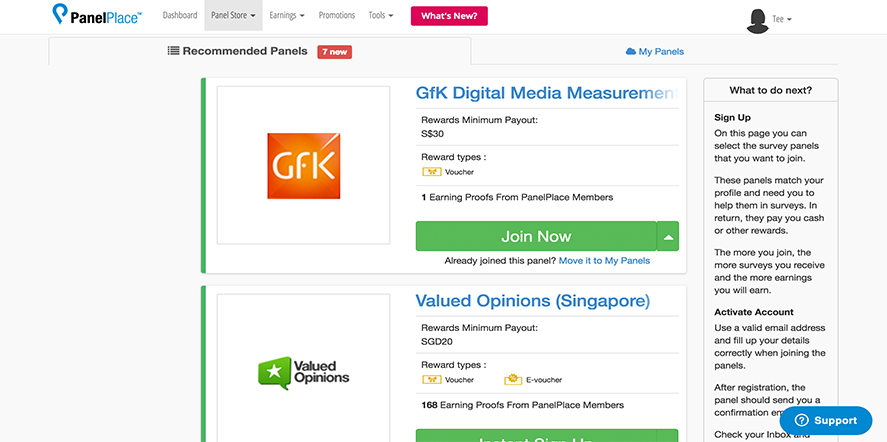 PanelPlace™
Dashboard
Panel Store
Earnings
Promotions
Tools
What's New?
Tee
Recommended Panels 7 new
My Panels
GfK
GfK Digital Media Measuremen
Rewards Minimum Payout:
S$30
Reward types :
Voucher
1 Earning Proofs From PanelPlace Members
Join Now
Already joined this panel? Move it to My Panels
Valued
Opinions
Valued Opinions (Singapore)
Rewards Minimum Payout:
SGD20
Reward types :
Voucher
E-voucher
168 Earning Proofs From PanelPlace Members
Instant Sign Up
What to do next?
Sign Up
On this page you can
select the survey panels
that you want to join.
These panels match your
profile and need you to
help them in surveys. In
return, they pay you cash
or other rewards.
The more you join, the
more surveys you receive
and the more earnings
you will earn.
Activate Account
Use a valid email address
and fill up your details
correctly when joining the
panels.
After registration, the
panel should send you a
confirmation em
Check your Inbox and
Support